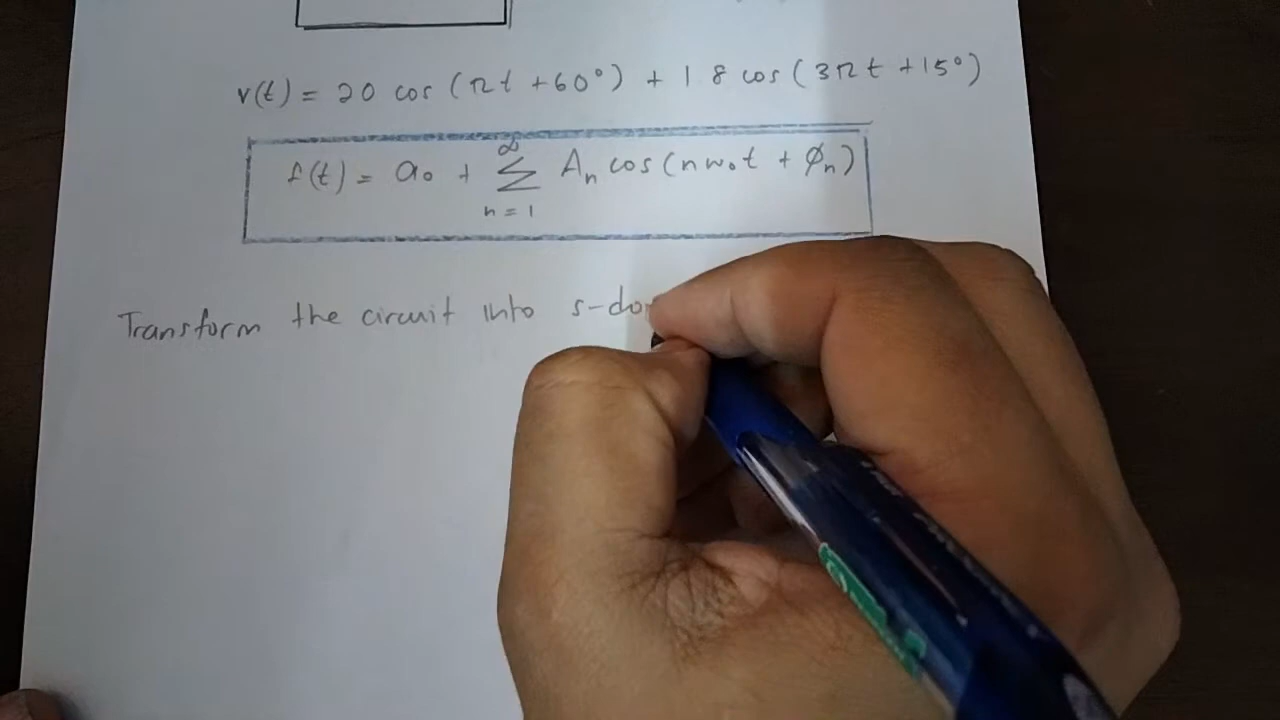 v(t) = 20 cos (πt + 60°) + 18 cos (3πt + 15°)
f(t) = a₀ + ∞∑n=1 Aₙ cos (nω₀t + φₙ)
Transform the circuit into s-do